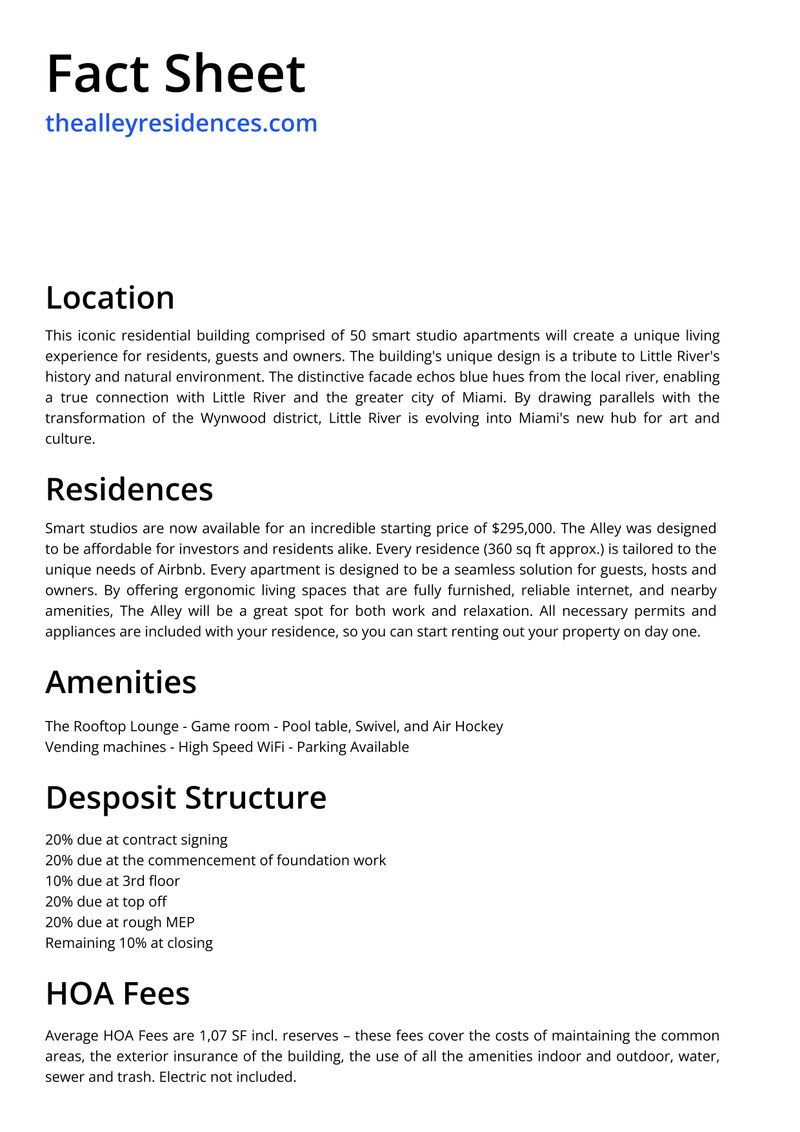 Fact Sheet
thealleyresidences.com
Location
This iconic residential building comprised of 50 smart studio apartments will create a unique living
experience for residents, guests and owners. The building's unique design is a tribute to Little River's
history and natural environment. The distinctive facade echos blue hues from the local river, enabling
a true connection with Little River and the greater city of Miami. By drawing parallels with the
transformation of the Wynwood district, Little River is evolving into Miami's new hub for art and
culture.
Residences
Smart studios are now available for an incredible starting price of $295,000. The Alley was designed
to be affordable for investors and residents alike. Every residence (360 sq ft approx.) is tailored to the
unique needs of Airbnb. Every apartment is designed to be a seamless solution for guests, hosts and
owners. By offering ergonomic living spaces that are fully furnished, reliable internet, and nearby
amenities, The Alley will be a great spot for both work and relaxation. All necessary permits and
appliances are included with your residence, so you can start renting out your property on day one.
Amenities
The Rooftop Lounge - Game room - Pool table, Swivel, and Air Hockey
Vending machines - High Speed WiFi - Parking Available
Desposit Structure
20% due at contract signing
20% due at the commencement of foundation work
10% due at 3rd floor
20% due at top off
20% due at rough MEP
Remaining 10% at closing
HOA Fees
Average HOA Fees are 1,07 SF incl. reserves – these fees cover the costs of maintaining the common
areas, the exterior insurance of the building, the use of all the amenities indoor and outdoor, water,
sewer and trash. Electric not included.